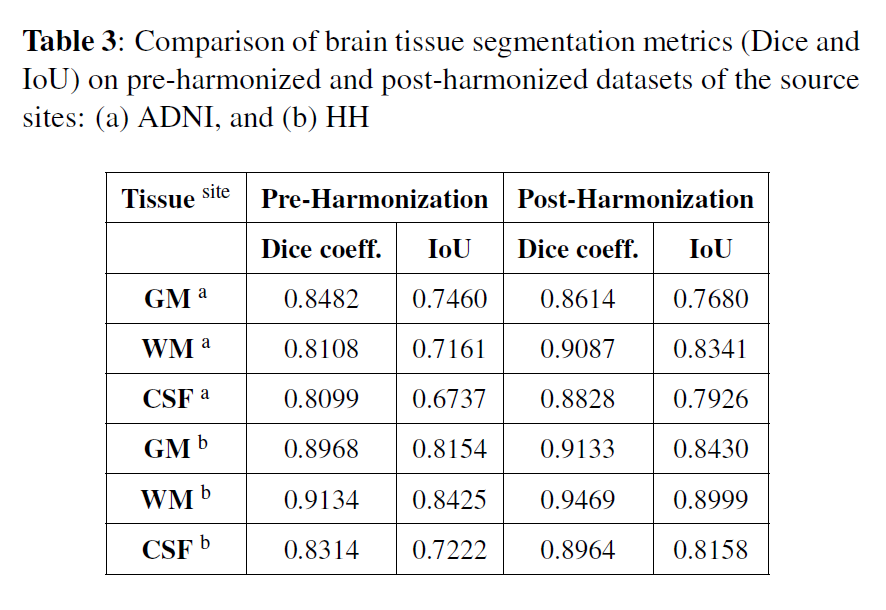 Table 3: Comparison of brain tissue segmentation metrics (Dice and
IoU) on pre-harmonized and post-harmonized datasets of the source
sites: (a) ADNI, and (b) HH
Tissue site Pre-Harmonization Post-Harmonization
Dice coeff. IoU Dice coeff. IoU
GM a 0.8482 0.7460 0.8614 0.7680
WM a 0.8108 0.7161 0.9087 0.8341
CSF a 0.8099 0.6737 0.8828 0.7926
GM b 0.8968 0.8154 0.9133 0.8430
WM b 0.9134 0.8425 0.9469 0.8999
CSF b 0.8314 0.7222 0.8964 0.8158